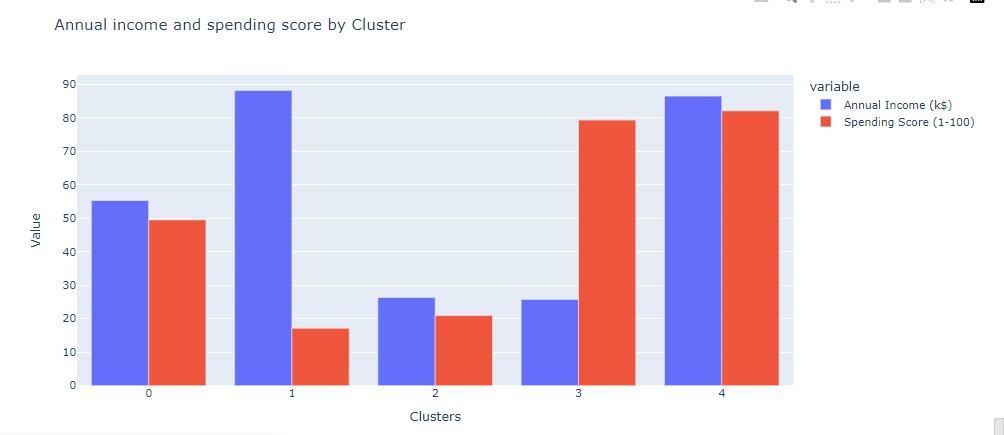 Annual income and spending score by Cluster
variable
Annual Income (k$)
Spending Score (1-100)
Value
90
80
70
60
50
40
30
20
10
0
0 1 2 3 4
Clusters